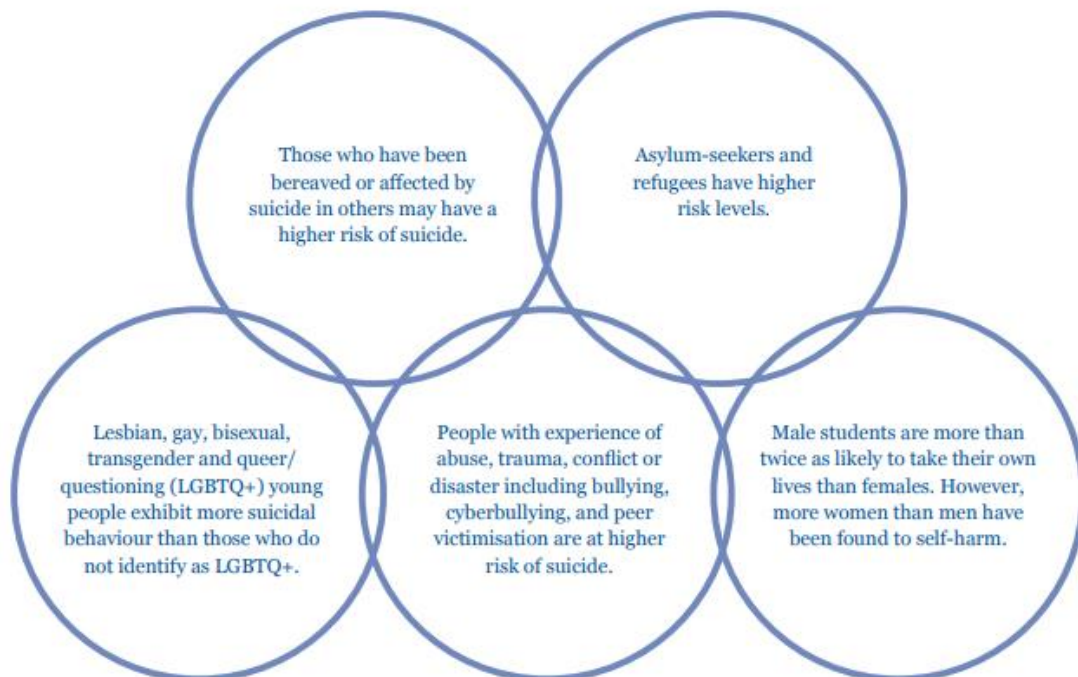 Those who have been
bereaved or affected by
suicide in others may have a
higher risk of suicide.
Asylum-seekers and
refugees have higher
risk levels.
Lesbian, gay, bisexual,
transgender and queer/
questioning (LGBTQ+) young
people exhibit more suicidal
behaviour than those who do
not identify as LGBTQ+.
People with experience of
abuse, trauma, conflict or
disaster including bullying,
cyberbullying, and peer
victimisation are at higher
risk of suicide.
Male students are more than
twice as likely to take their own
lives than females. However,
more women than men have
been found to self-harm.